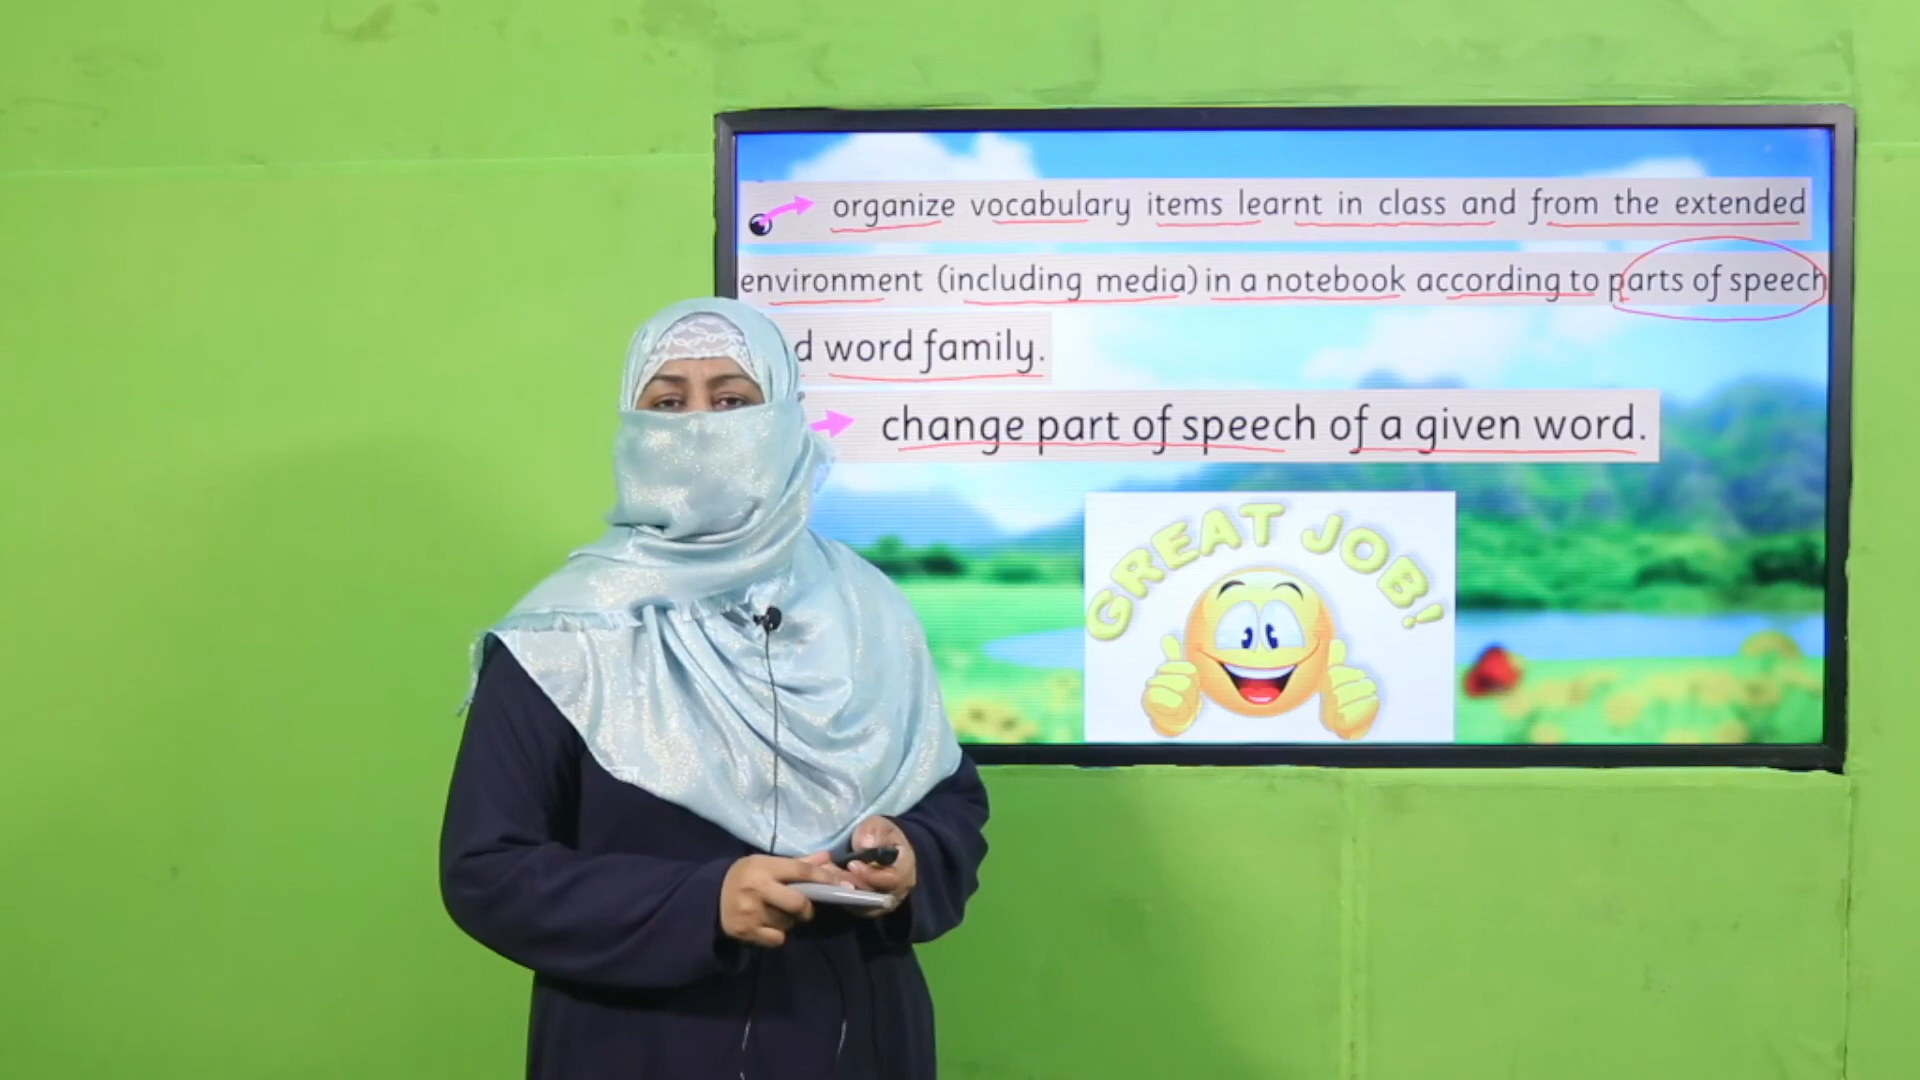 organize vocabulary items learnt in class and from the extended
environment (including media) in a notebook according to parts of speech
d word family.
change part of speech of a given word.
GREAT JOB!